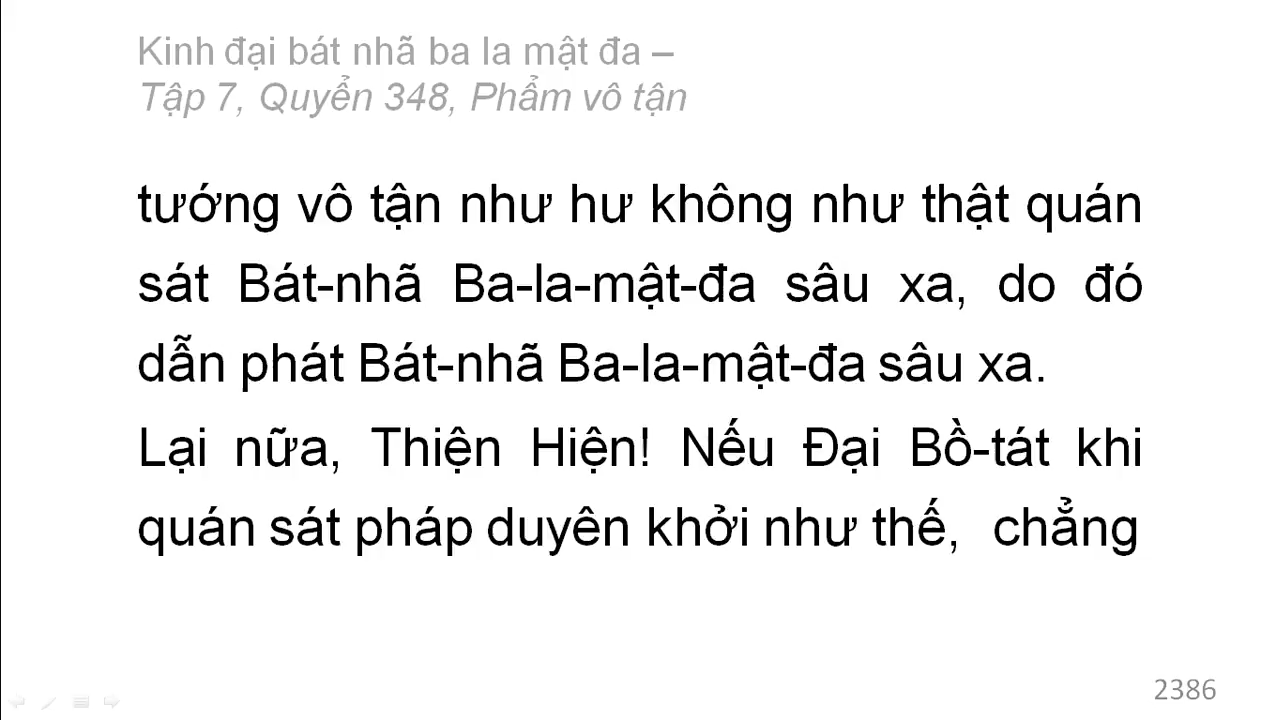 Kinh đại bát nhã ba la mật đa –
Tập 7, Quyển 348, Phẩm vô tận
tướng vô tận như hư không như thật quán
sát Bát-nhã Ba-la-mật-đa sâu xa, do đó
dẫn phát Bát-nhã Ba-la-mật-đa sâu xa.
Lại nữa, Thiện Hiện! Nếu Đại Bồ-tát khi
quán sát pháp duyên khởi như thế, chẳng
2386